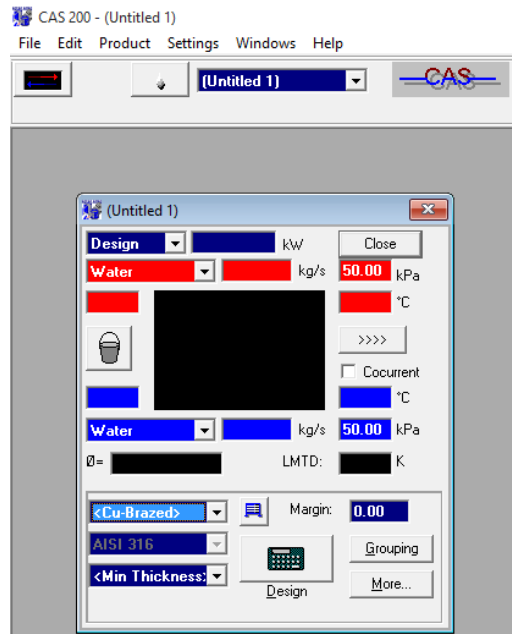 CAS 200 - (Untitled 1)
File Edit Product Settings Windows Help
(Untitled 1)
CAS
(Untitled 1)
Design kW Close
Water kg/s 50.00 kPa
°C
>>>>
Cocurrent
°C
Water kg/s 50.00 kPa
Ø= LMTD: K
<Cu-Brazed> Margin: 0.00
AISI 316 Grouping
<Min Thickness: Design More...